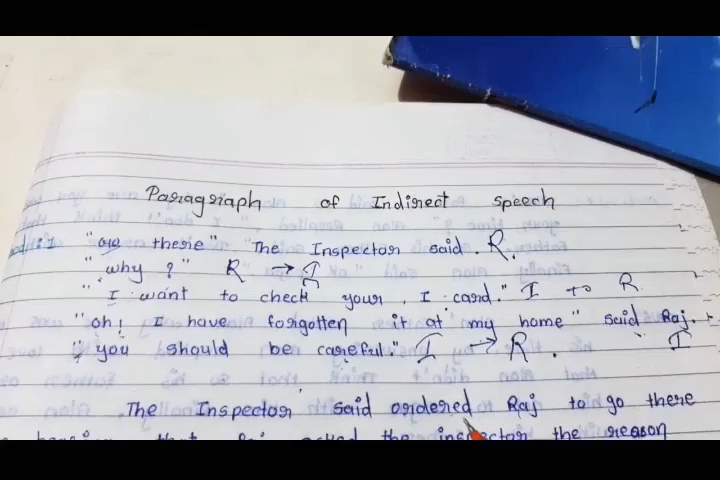 Paragraph of Indirect speech
there" The Inspector said. R.
"why?" R → I
"I want to check your I card." I to R
"oh! I have forgotten it at my home" said Raj.
"you should be careful." I → R. I
The Inspector said ordered Raj to go there
that asked the inspector the reason